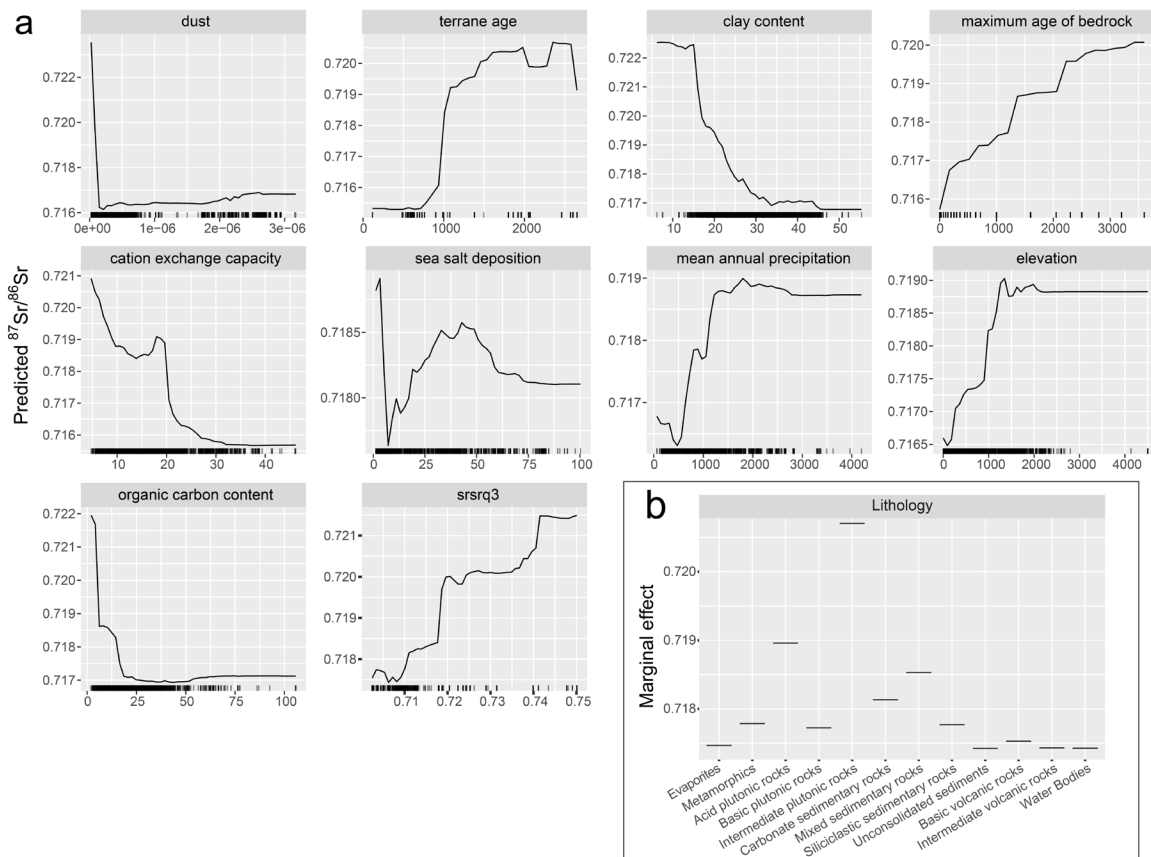 a
dust
terrane age
clay content
maximum age of bedrock
0.722
0.720
0.718
0.716
0e+00 1e-06 2e-06 3e-06
0.720
0.719
0.718
0.717
0.716
0 1000 2000
0.722
0.721
0.720
0.719
0.718
0.717
10 20 30 40 50
0.720
0.719
0.718
0.717
0.716
0 1000 2000 3000
Predicted ⁸⁷Sr/⁸⁶Sr
cation exchange capacity
sea salt deposition
mean annual precipitation
elevation
0.721
0.720
0.719
0.718
0.717
0.716
10 20 30 40
0.7185
0.7180
0 25 50 75 100
0.719
0.718
0.717
0 1000 2000 3000 4000
0.7190
0.7185
0.7180
0.7175
0.7170
0.7165
0 1000 2000 3000 4000
organic carbon content
srsrq3
0.722
0.721
0.720
0.719
0.718
0.717
0 25 50 75 100
0.721
0.720
0.719
0.718
0.71 0.72 0.73 0.74 0.75
b
Lithology
Marginal effect
0.720
0.719
0.718
Evaporites
Metamorphics
Acid plutonic rocks
Basic plutonic rocks
Intermediate plutonic rocks
Carbonate sedimentary rocks
Mixed sedimentary rocks
Siliciclastic sedimentary rocks
Unconsolidated sediments
Basic volcanic rocks
Intermediate volcanic rocks
Water Bodies